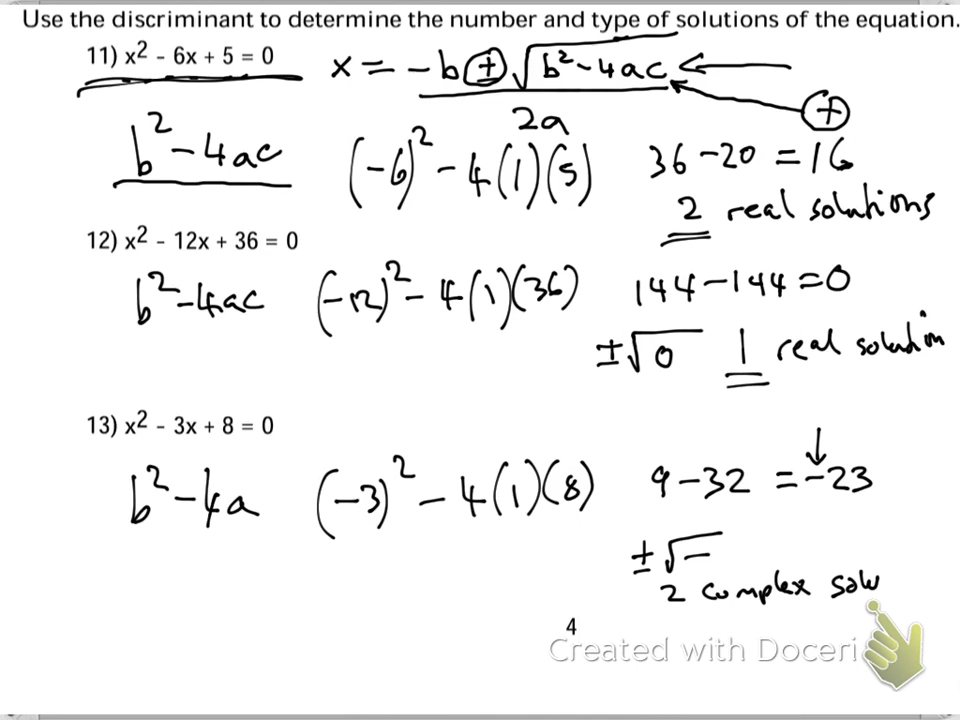 Use the discriminant to determine the number and type of solutions of the equation.
11) x² - 6x + 5 = 0 x = -b ± √b²-4ac
2a +
b²-4ac (-6)² - 4(1)(5) 36-20 = 16
2 real solutions
12) x² - 12x + 36 = 0
b²-4ac (-12)² - 4(1)(36) 144-144=0
±√0 1 real solution
13) x² - 3x + 8 = 0
b²-4a (-3)² - 4(1)(8) 9-32 = -23
±√-
2 complex solu
4
Created with Doceri